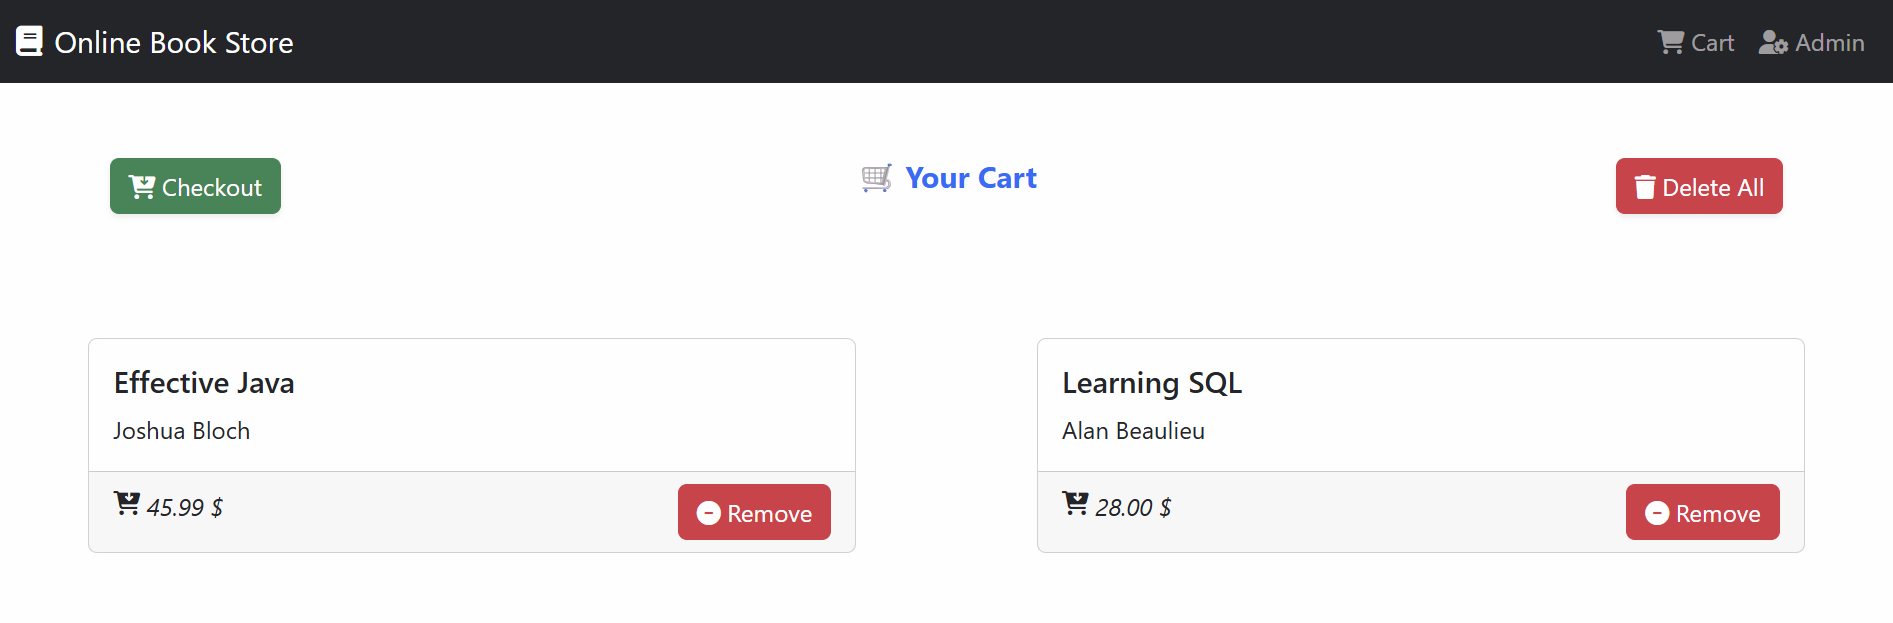 Online Book Store
Cart
Admin
Checkout
Your Cart
Delete All
Effective Java
Joshua Bloch
45.99 $
Remove
Learning SQL
Alan Beaulieu
28.00 $
Remove